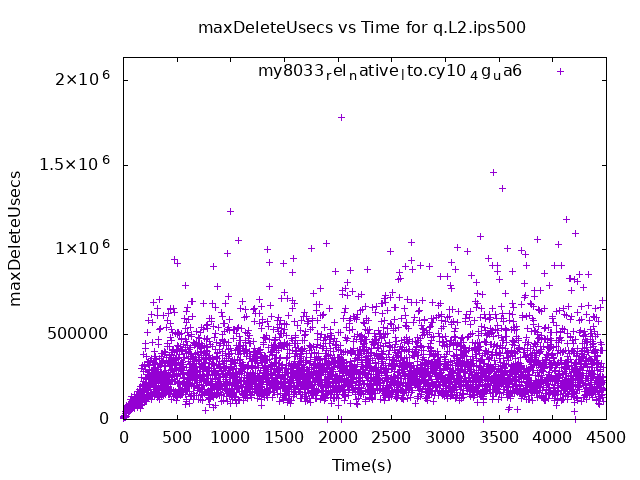 maxDeleteUsecs vs Time for q.L2.ips500
my8033_rel_native_lto.cy10_4g_ua6
maxDeleteUsecs
2×10^6
1.5×10^6
1×10^6
500000
0
0 500 1000 1500 2000 2500 3000 3500 4000 4500
Time(s)